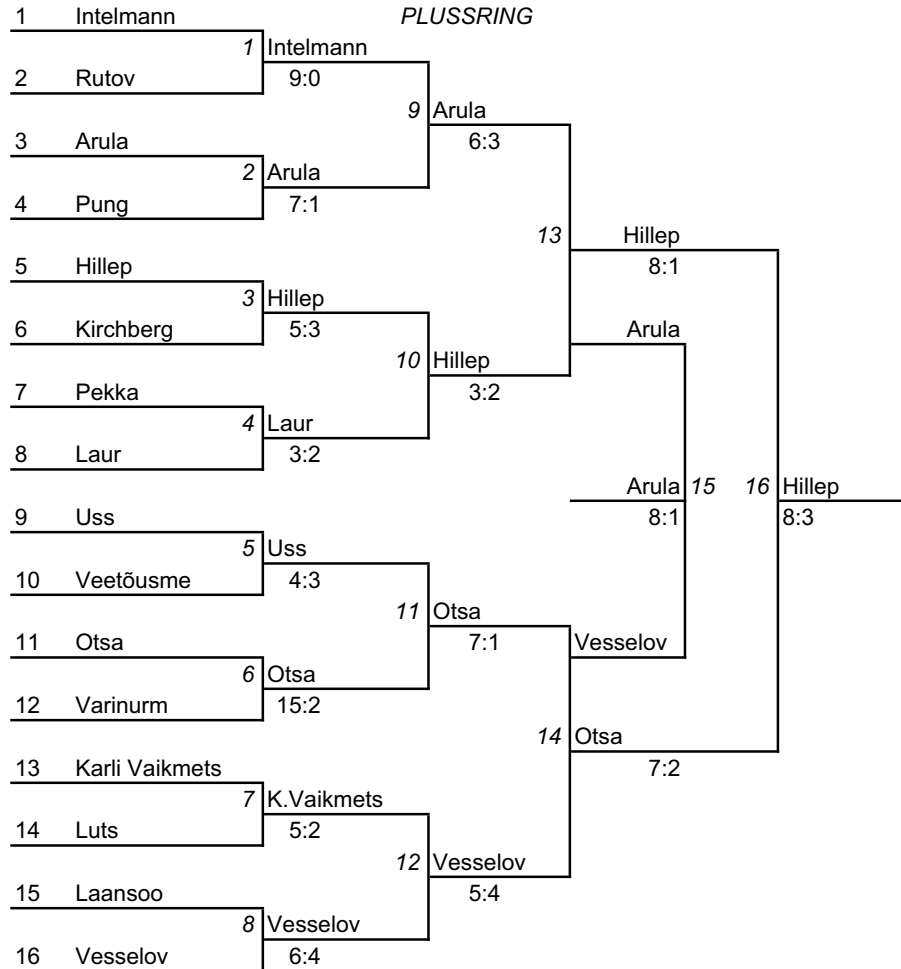 1 Intelmann PLUSSRING
1 Intelmann
2 Rutov 9:0
9 Arula
3 Arula 6:3
2 Arula
4 Pung 7:1
13 Hillep
5 Hillep 8:1
3 Hillep
6 Kirchberg 5:3 Arula
10 Hillep
7 Pekka 3:2
4 Laur
8 Laur 3:2
Arula 15 16 Hillep
9 Uss 8:1 8:3
5 Uss
10 Veetõusme 4:3
11 Otsa
11 Otsa 7:1 Vesselov
6 Otsa
12 Varinurm 15:2
14 Otsa
13 Karli Vaikmets 7:2
7 K.Vaikmets
14 Luts 5:2
12 Vesselov
15 Laansoo 5:4
8 Vesselov
16 Vesselov 6:4